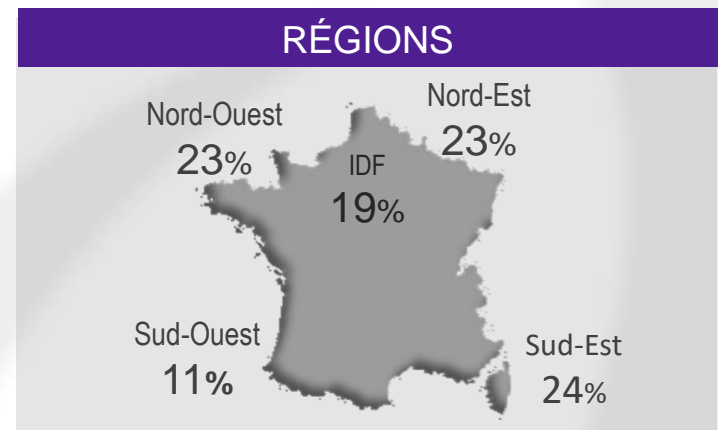 RÉGIONS
Nord-Ouest
23%
Nord-Est
23%
IDF
19%
Sud-Ouest
11%
Sud-Est
24%